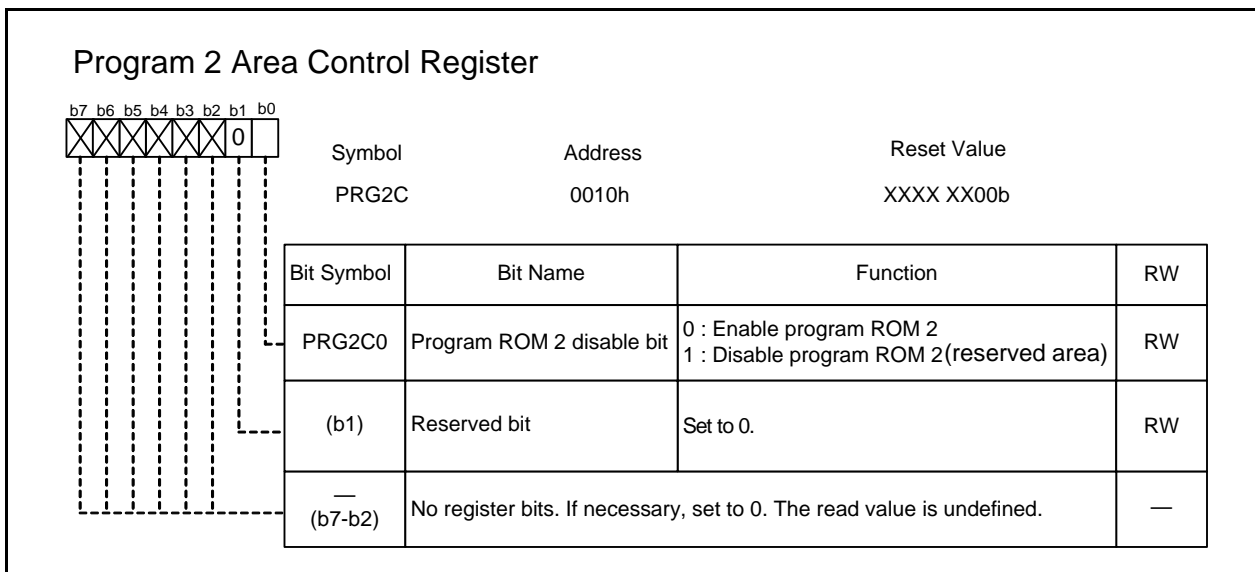 Program 2 Area Control Register
b7 b6 b5 b4 b3 b2 b1 b0
0
Symbol Address Reset Value
PRG2C 0010h XXXX XX00b
Bit Symbol Bit Name Function RW
PRG2C0 Program ROM 2 disable bit 0 : Enable program ROM 2
1 : Disable program ROM 2(reserved area) RW
(b1) Reserved bit Set to 0. RW
—
(b7-b2) No register bits. If necessary, set to 0. The read value is undefined. —